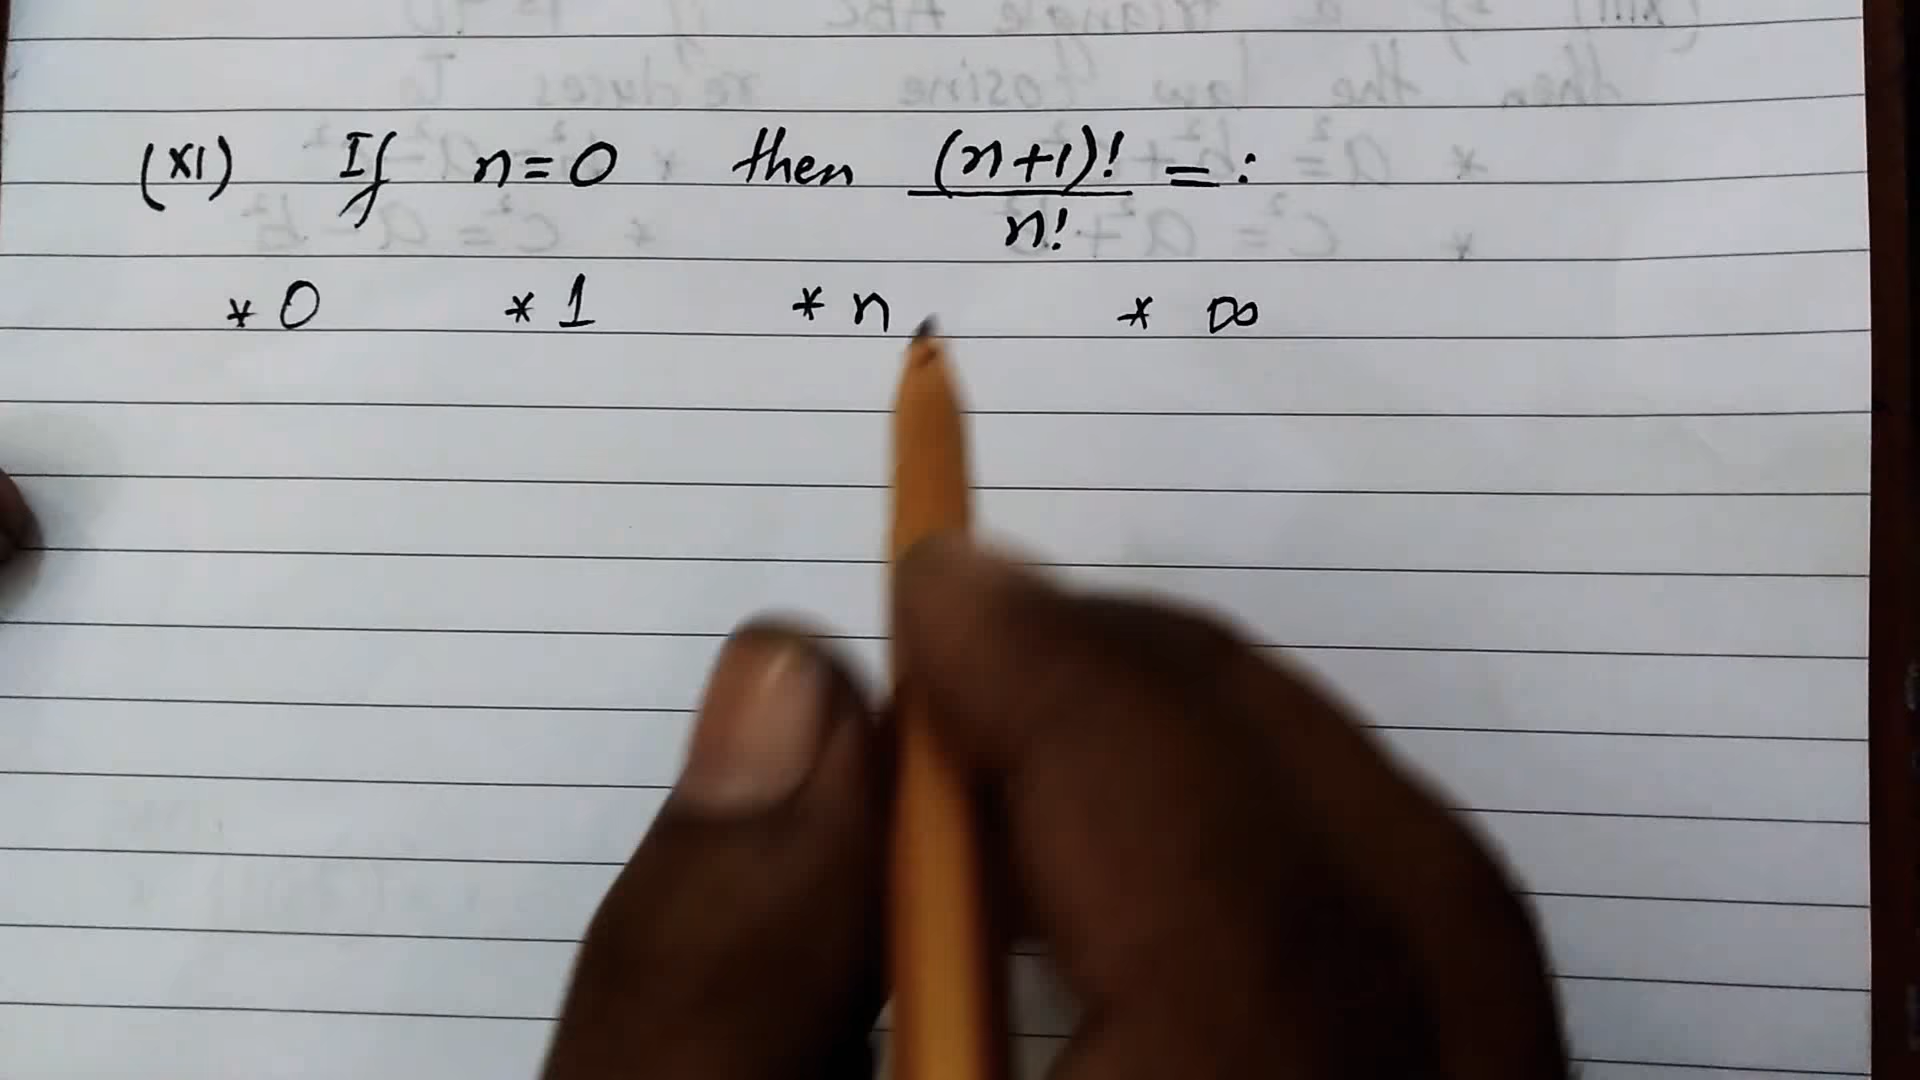 (XI) If n=0 then (n+1)!/n! = :
* 0 * 1 * n * ∞